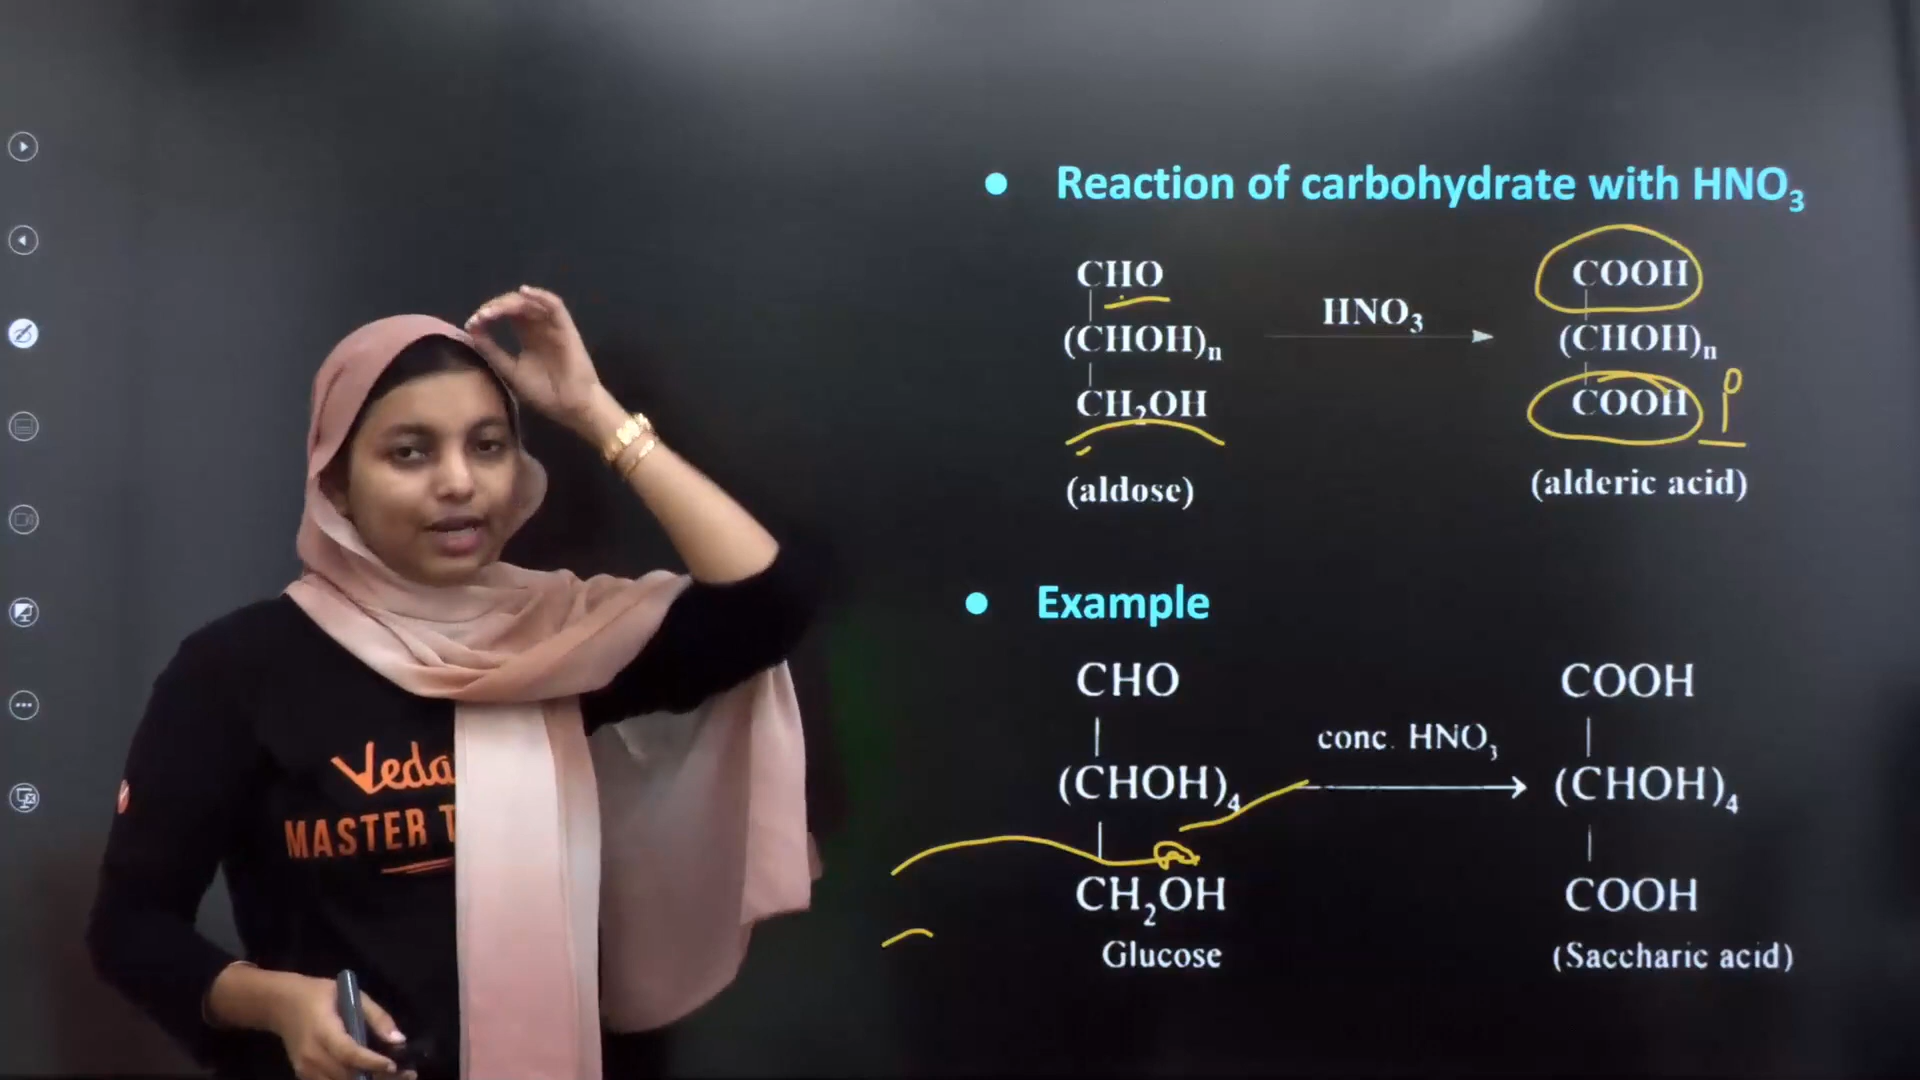 ● Reaction of carbohydrate with HNO₃
CHO
(CHOH)ₙ
CH₂OH
(aldose)
HNO₃
COOH
(CHOH)ₙ
COOH
(alderic acid)
● Example
CHO
(CHOH)₄
CH₂OH
Glucose
conc. HNO₃
COOH
(CHOH)₄
COOH
(Saccharic acid)
MASTER